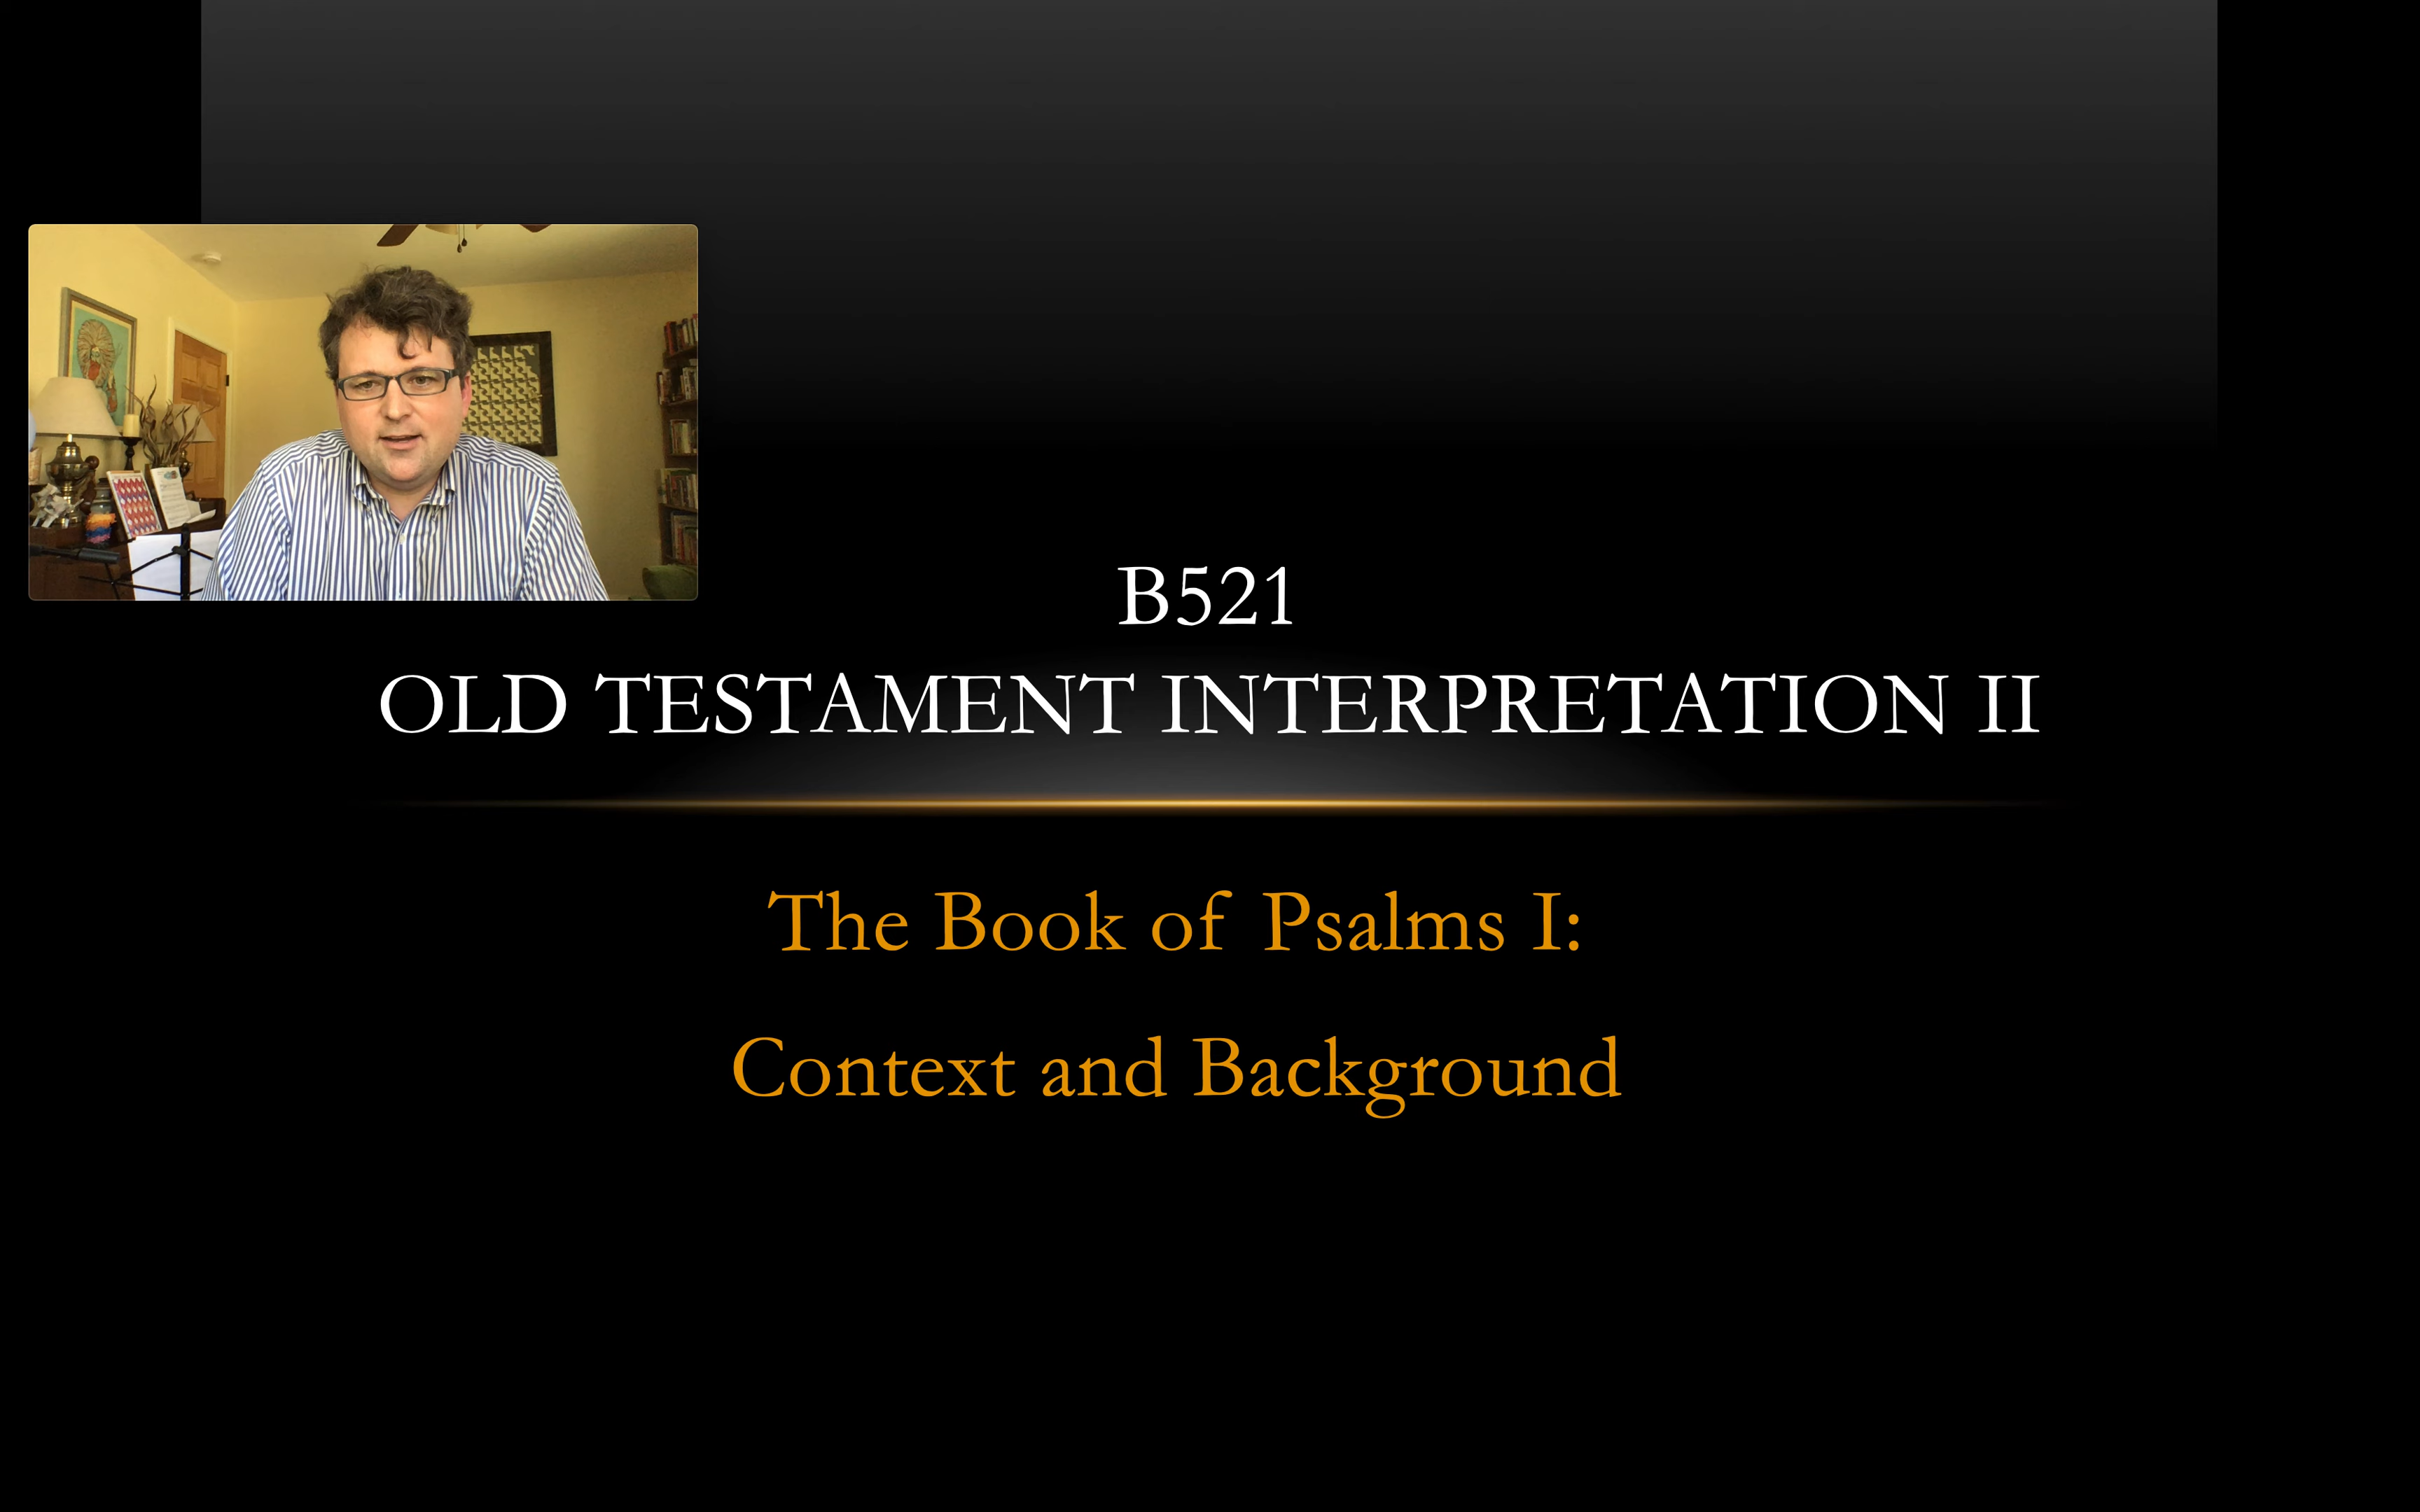 B521
OLD TESTAMENT INTERPRETATION II
The Book of Psalms I:
Context and Background